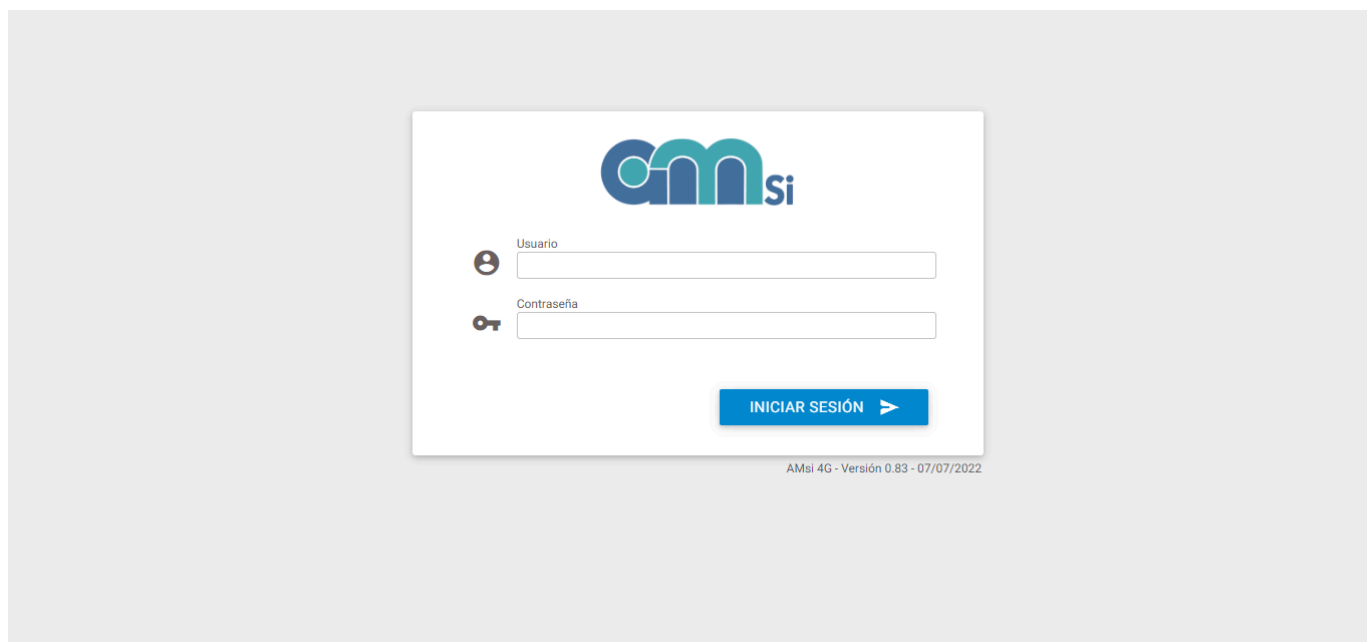 amSi
Usuario
Contraseña
INICIAR SESIÓN
AMsi 4G - Versión 0.83 - 07/07/2022